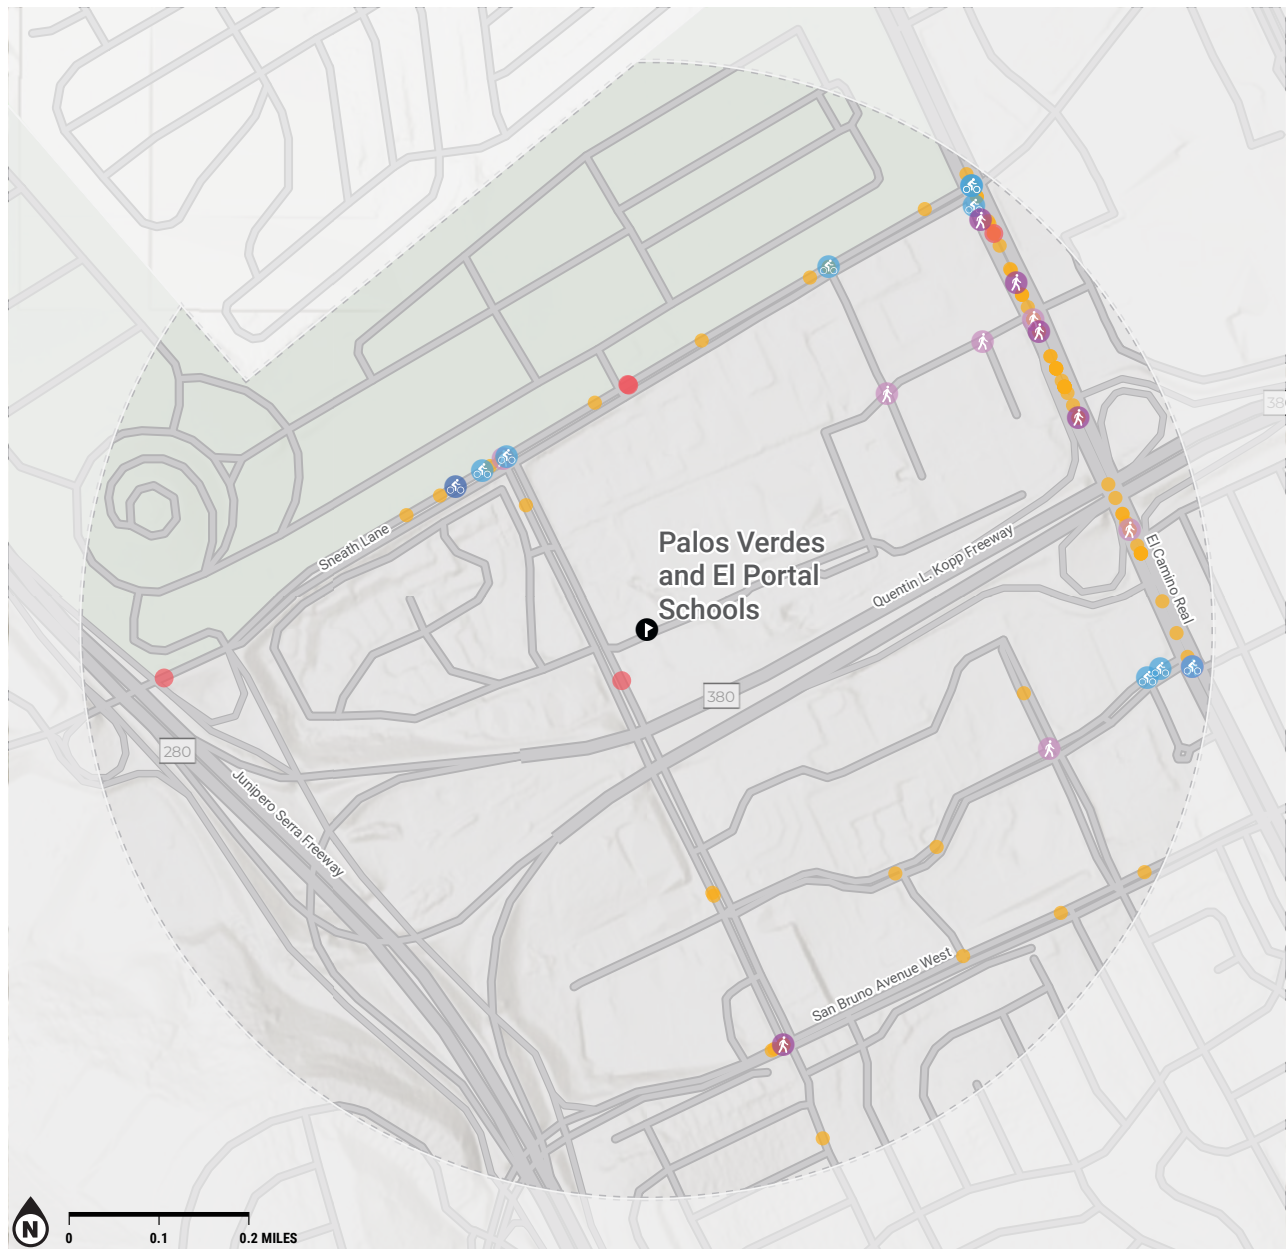 Sneath Lane
Palos Verdes
and El Portal
Schools
Quentin L. Kopp Freeway
El Camino Real
380
280
Junipero Serra Freeway
San Bruno Avenue West
N
0
0.1
0.2 MILES